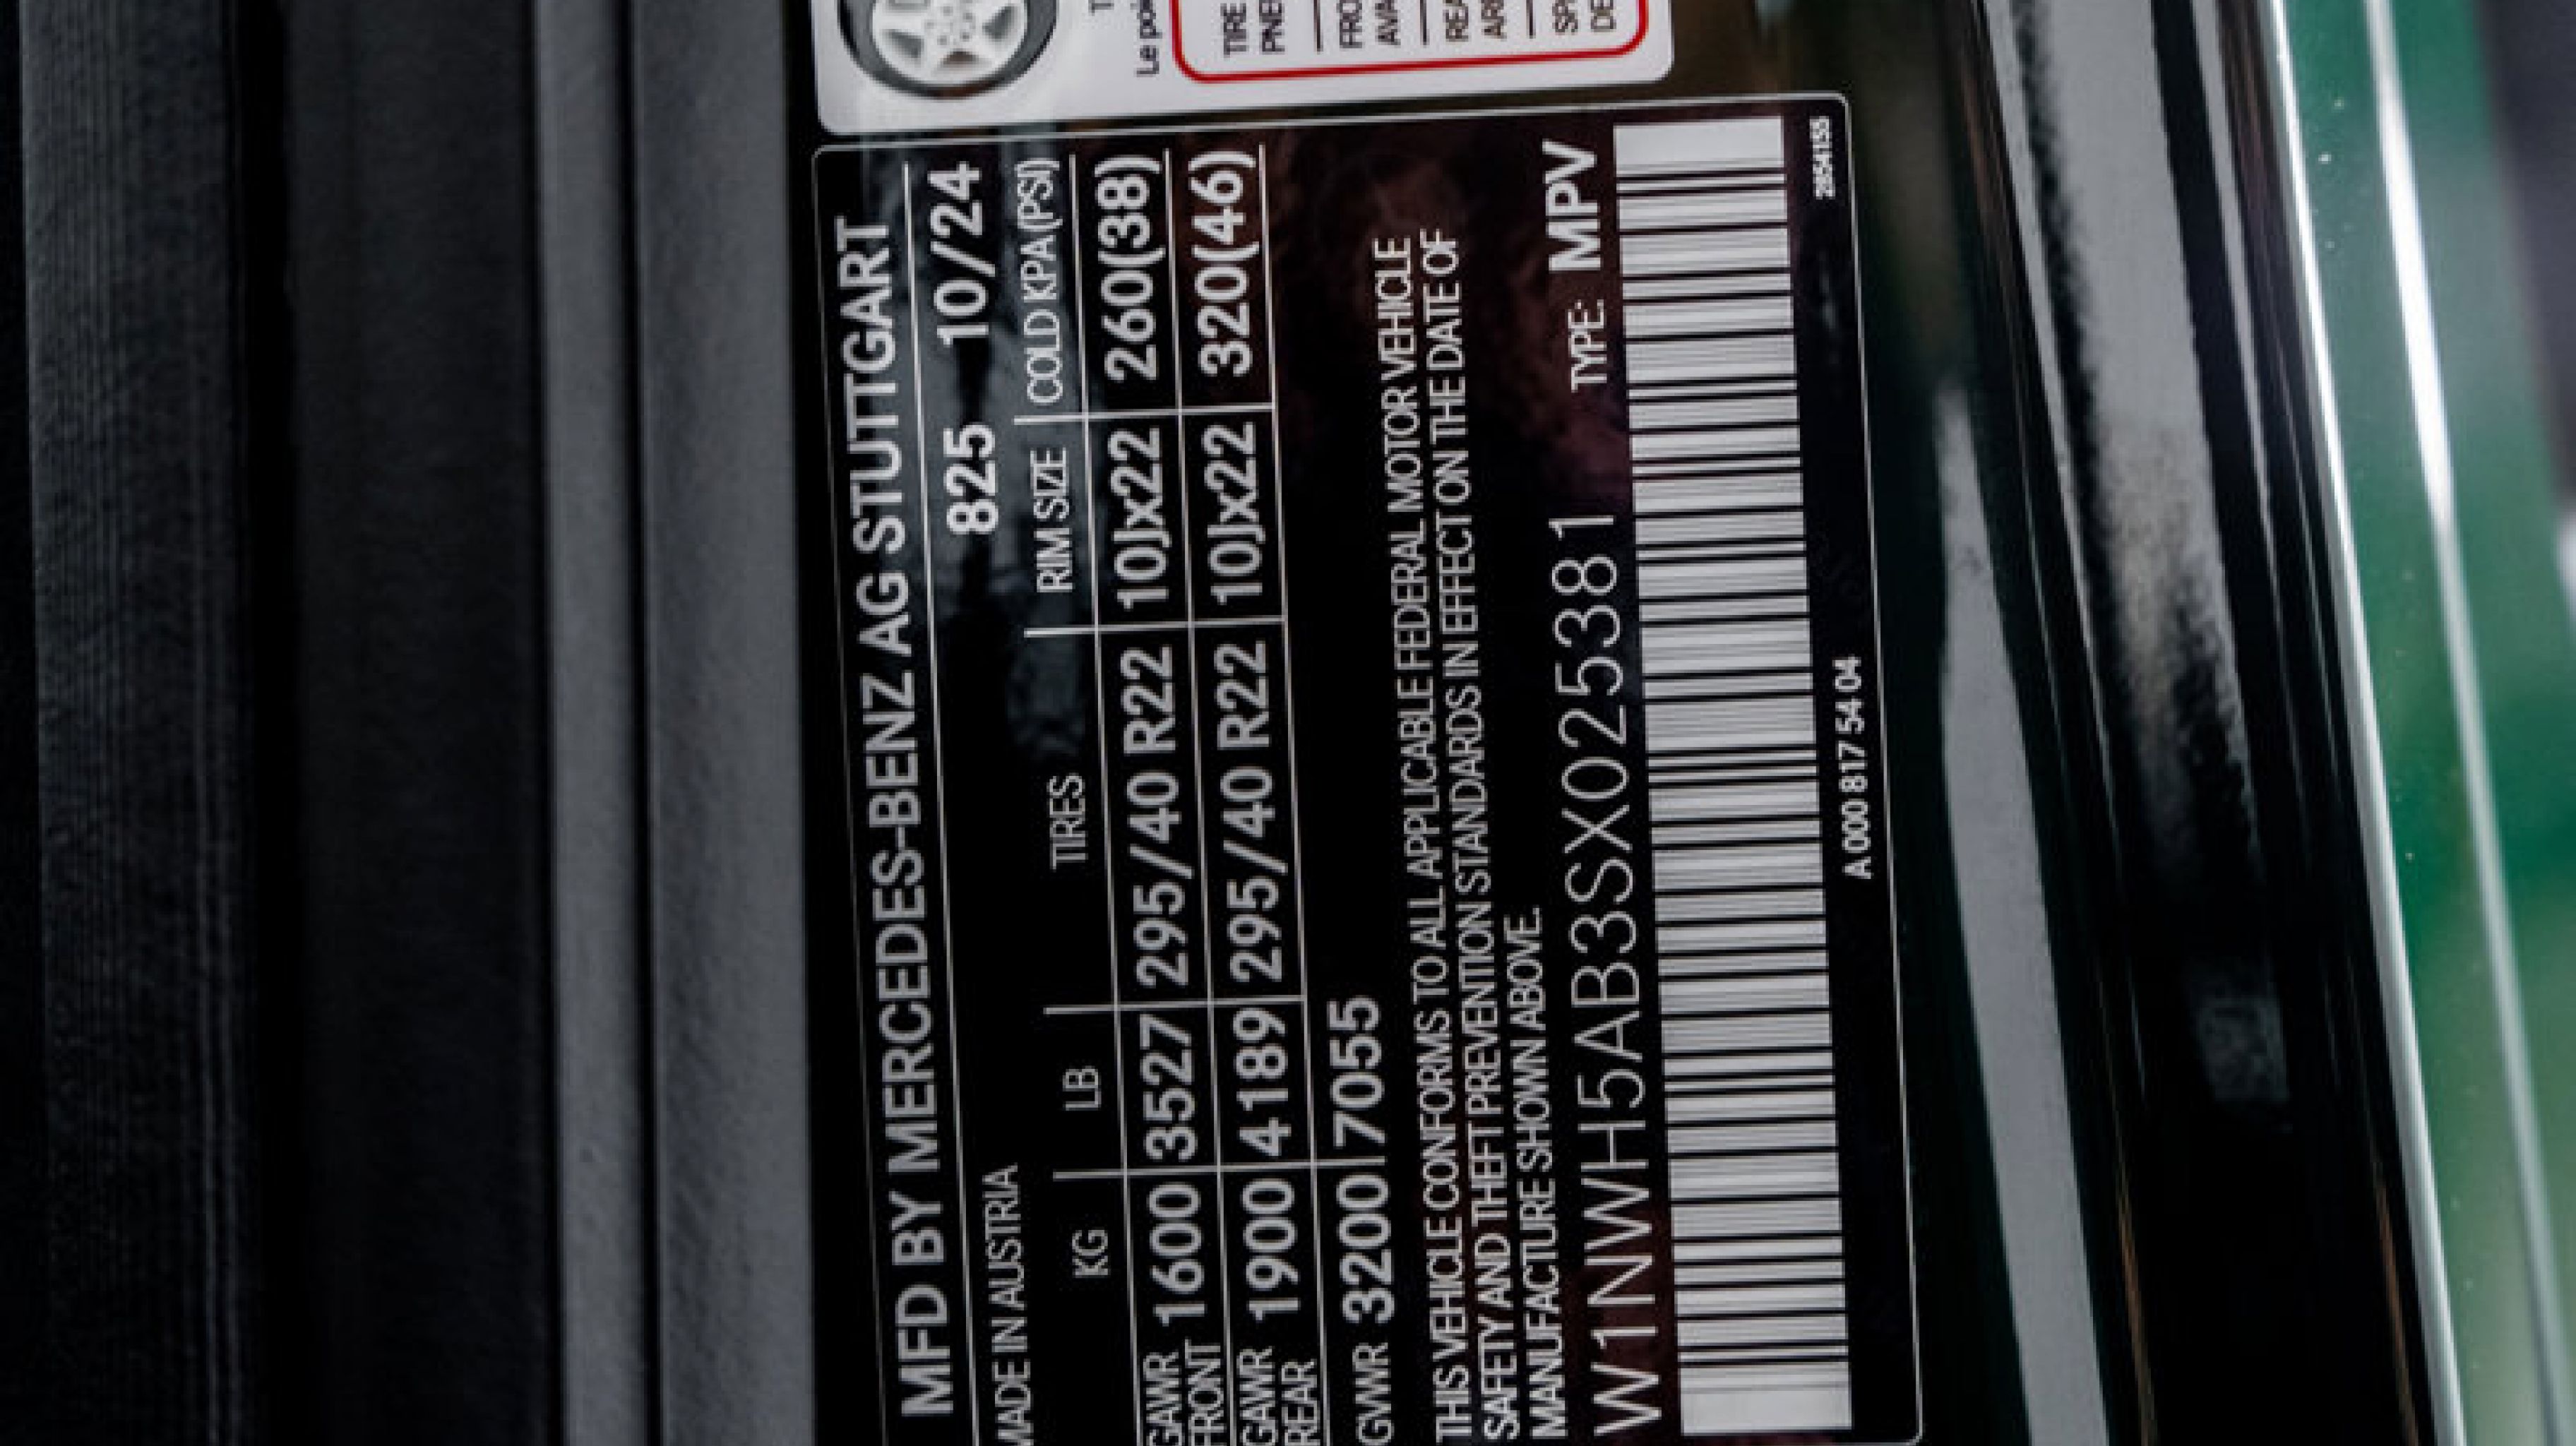 MFD BY MERCEDES-BENZ AG STUTTGART
MADE IN AUSTRIA 825 10/24
KG LB TIRES RIM SIZE COLD KPA (PSI)
GAWR FRONT 1600 3527 295/40 R22 10Jx22 260(38)
GAWR REAR 1900 4189 295/40 R22 10Jx22 320(46)
GVWR 3200 7055
THIS VEHICLE CONFORMS TO ALL APPLICABLE FEDERAL MOTOR VEHICLE
SAFETY AND THEFT PREVENTION STANDARDS IN EFFECT ON THE DATE OF
MANUFACTURE SHOWN ABOVE.
W1NWH5AB3SX025381 TYPE: MPV
A 000 817 54 04
2854155
Le
TIRE